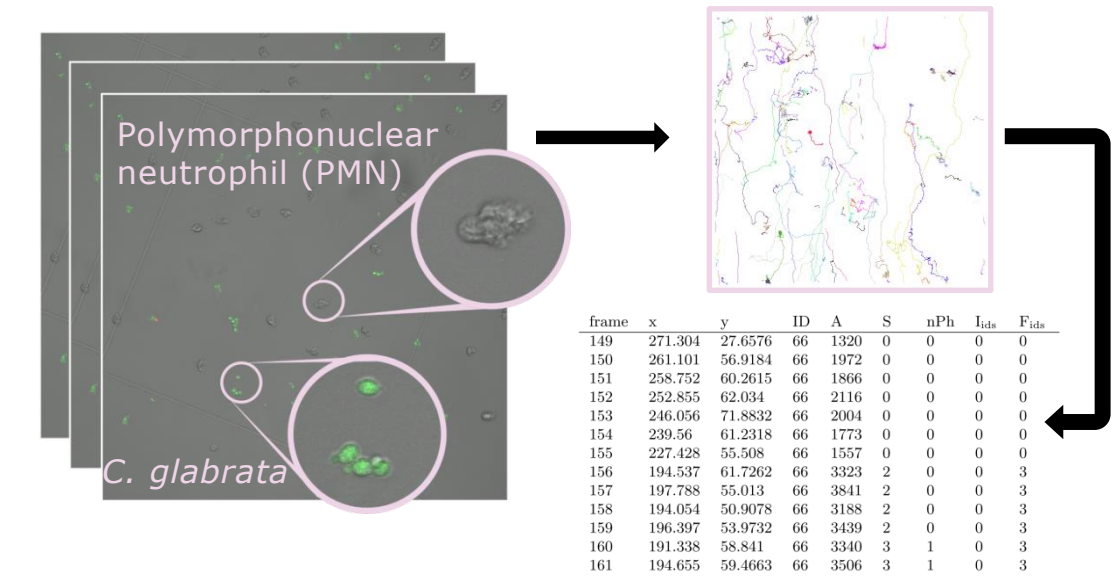 Polymorphonuclear
neutrophil (PMN)
C. glabrata
frame x y ID A S nPh Iids Fids
149 271.304 27.6576 66 1320 0 0 0 0
150 261.101 56.9184 66 1972 0 0 0 0
151 258.752 60.2615 66 1866 0 0 0 0
152 252.855 62.034 66 2116 0 0 0 0
153 246.056 71.8832 66 2004 0 0 0 0
154 239.56 61.2318 66 1773 0 0 0 0
155 227.428 55.508 66 1557 0 0 0 0
156 194.537 61.7262 66 3323 2 0 0 3
157 197.788 55.013 66 3841 2 0 0 3
158 194.054 50.9078 66 3188 2 0 0 3
159 196.397 53.9732 66 3439 2 0 0 3
160 191.338 58.841 66 3340 3 1 0 3
161 194.655 59.4663 66 3506 3 1 0 3